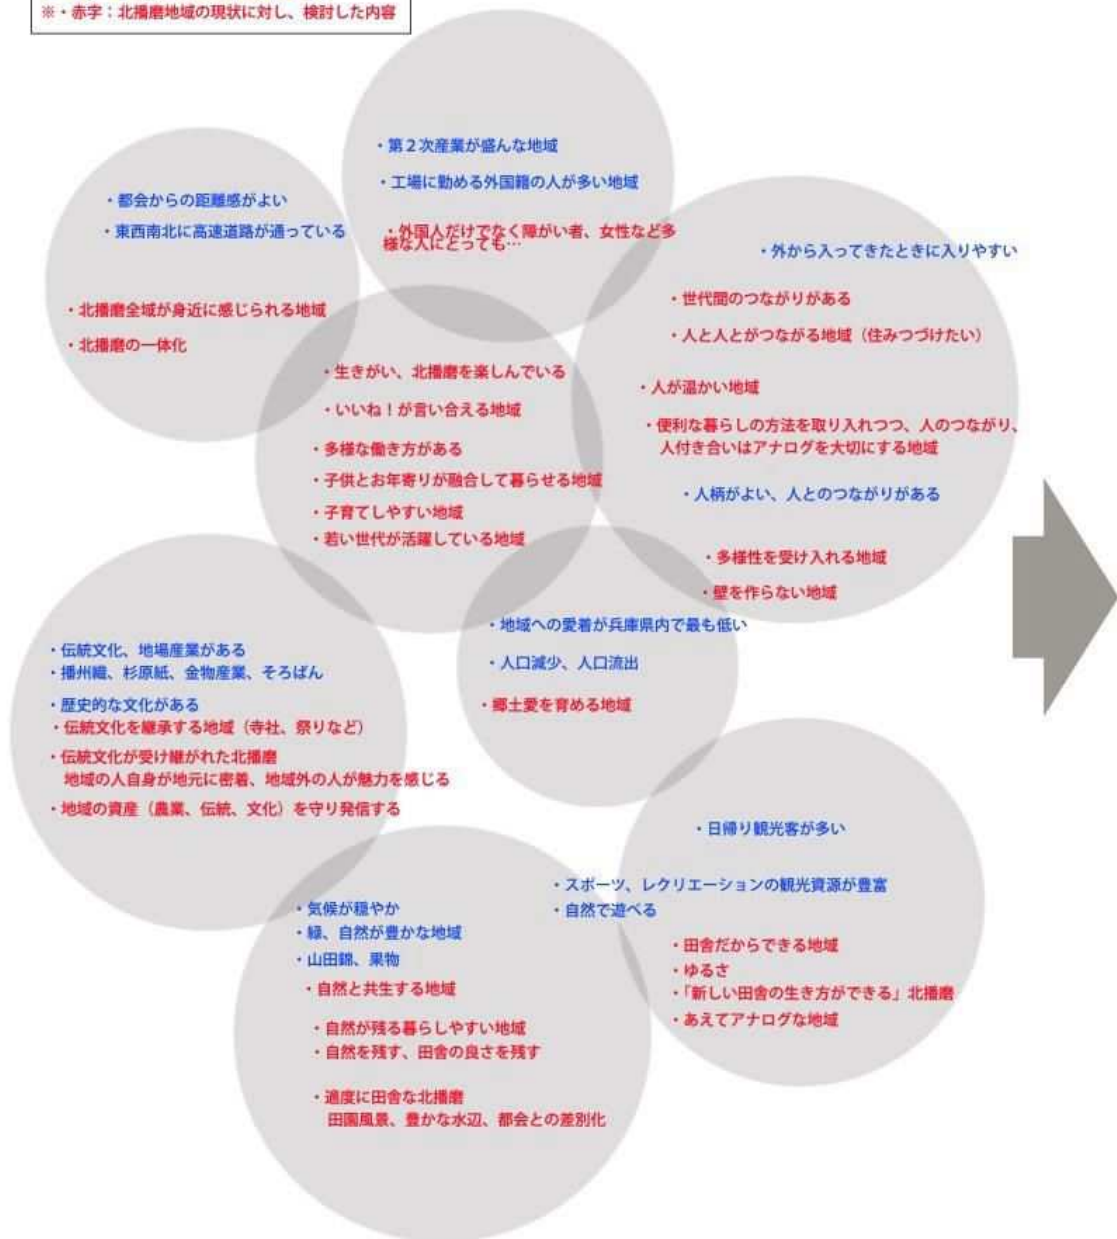 ※・赤字：北播磨地域の現状に対し、検討した内容
・第２次産業が盛んな地域
・工場に勤める外国籍の人が多い地域
・外国人だけでなく障がい者、女性など多
様な人にとっても…
・都会からの距離感がよい
・東西南北に高速道路が通っている
・北播磨全域が身近に感じられる地域
・北播磨の一体化
・外から入ってきたときに入りやすい
・世代間のつながりがある
・人と人とがつながる地域（住みつづけたい）
・人が温かい地域
・便利な暮らしの方法を取り入れつつ、人のつながり、
人付き合いはアナログを大切にする地域
・人柄がよい、人とのつながりがある
・多様性を受け入れる地域
・壁を作らない地域
・生きがい、北播磨を楽しんでいる
・いいね！が言い合える地域
・多様な働き方がある
・子供とお年寄りが融合して暮らせる地域
・子育てしやすい地域
・若い世代が活躍している地域
・地域への愛着が兵庫県内で最も低い
・人口減少、人口流出
・郷土愛を育める地域
・伝統文化、地場産業がある
・播州織、杉原紙、金物産業、そろばん
・歴史的な文化がある
・伝統文化を継承する地域（寺社、祭りなど）
・伝統文化が受け継がれた北播磨
地域の人自身が地元に密着、地域外の人が魅力を感じる
・地域の資産（農業、伝統、文化）を守り発信する
・日帰り観光客が多い
・スポーツ、レクリエーションの観光資源が豊富
・自然で遊べる
・田舎だからできる地域
・ゆるさ
・「新しい田舎の生き方ができる」北播磨
・あえてアナログな地域
・気候が穏やか
・緑、自然が豊かな地域
・山田錦、果物
・自然と共生する地域
・自然が残る暮らしやすい地域
・自然を残す、田舎の良さを残す
・適度に田舎な北播磨
田園風景、豊かな水辺、都会との差別化